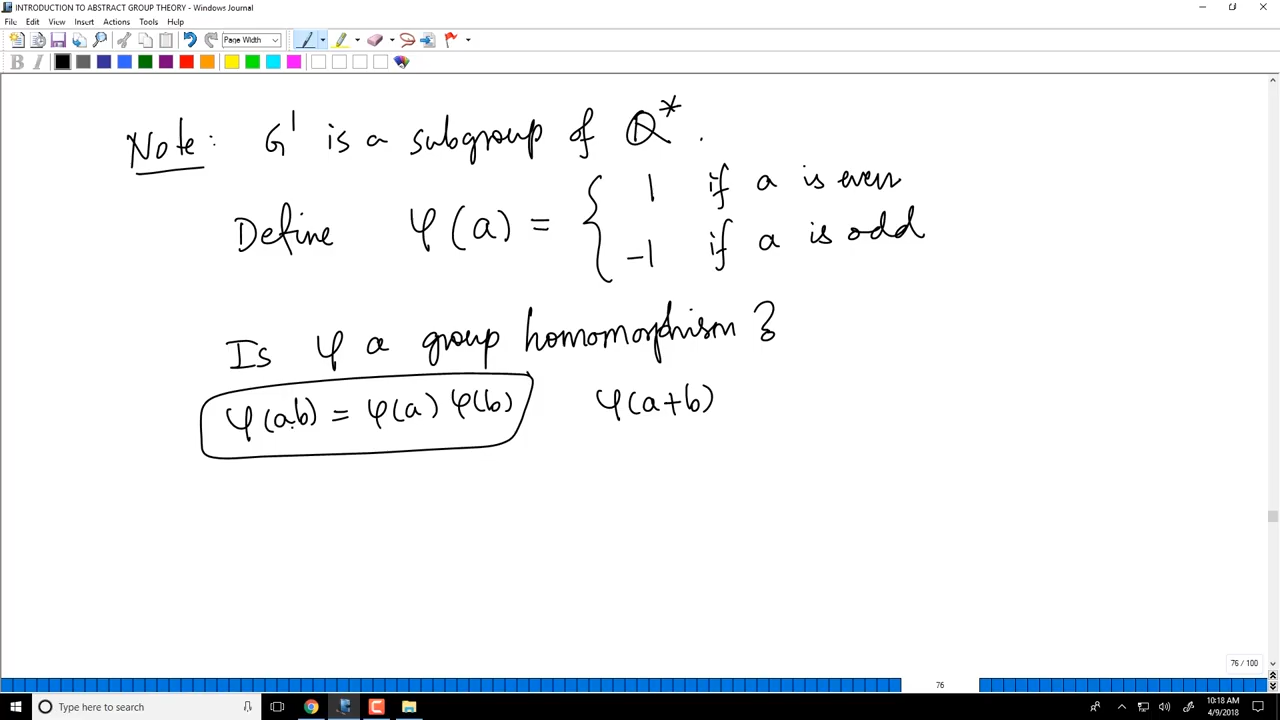 INTRODUCTION TO ABSTRACT GROUP THEORY - Windows Journal
File Edit View Insert Actions Tools Help
Page Width
B I
Note: G' is a subgroup of Q* .
Define φ(a) = { 1 if a is even
-1 if a is odd
Is φ a group homomorphism ?
φ(ab) = φ(a) φ(b) φ(a+b)
76 / 100
76
Type here to search
10:18 AM
4/9/2018